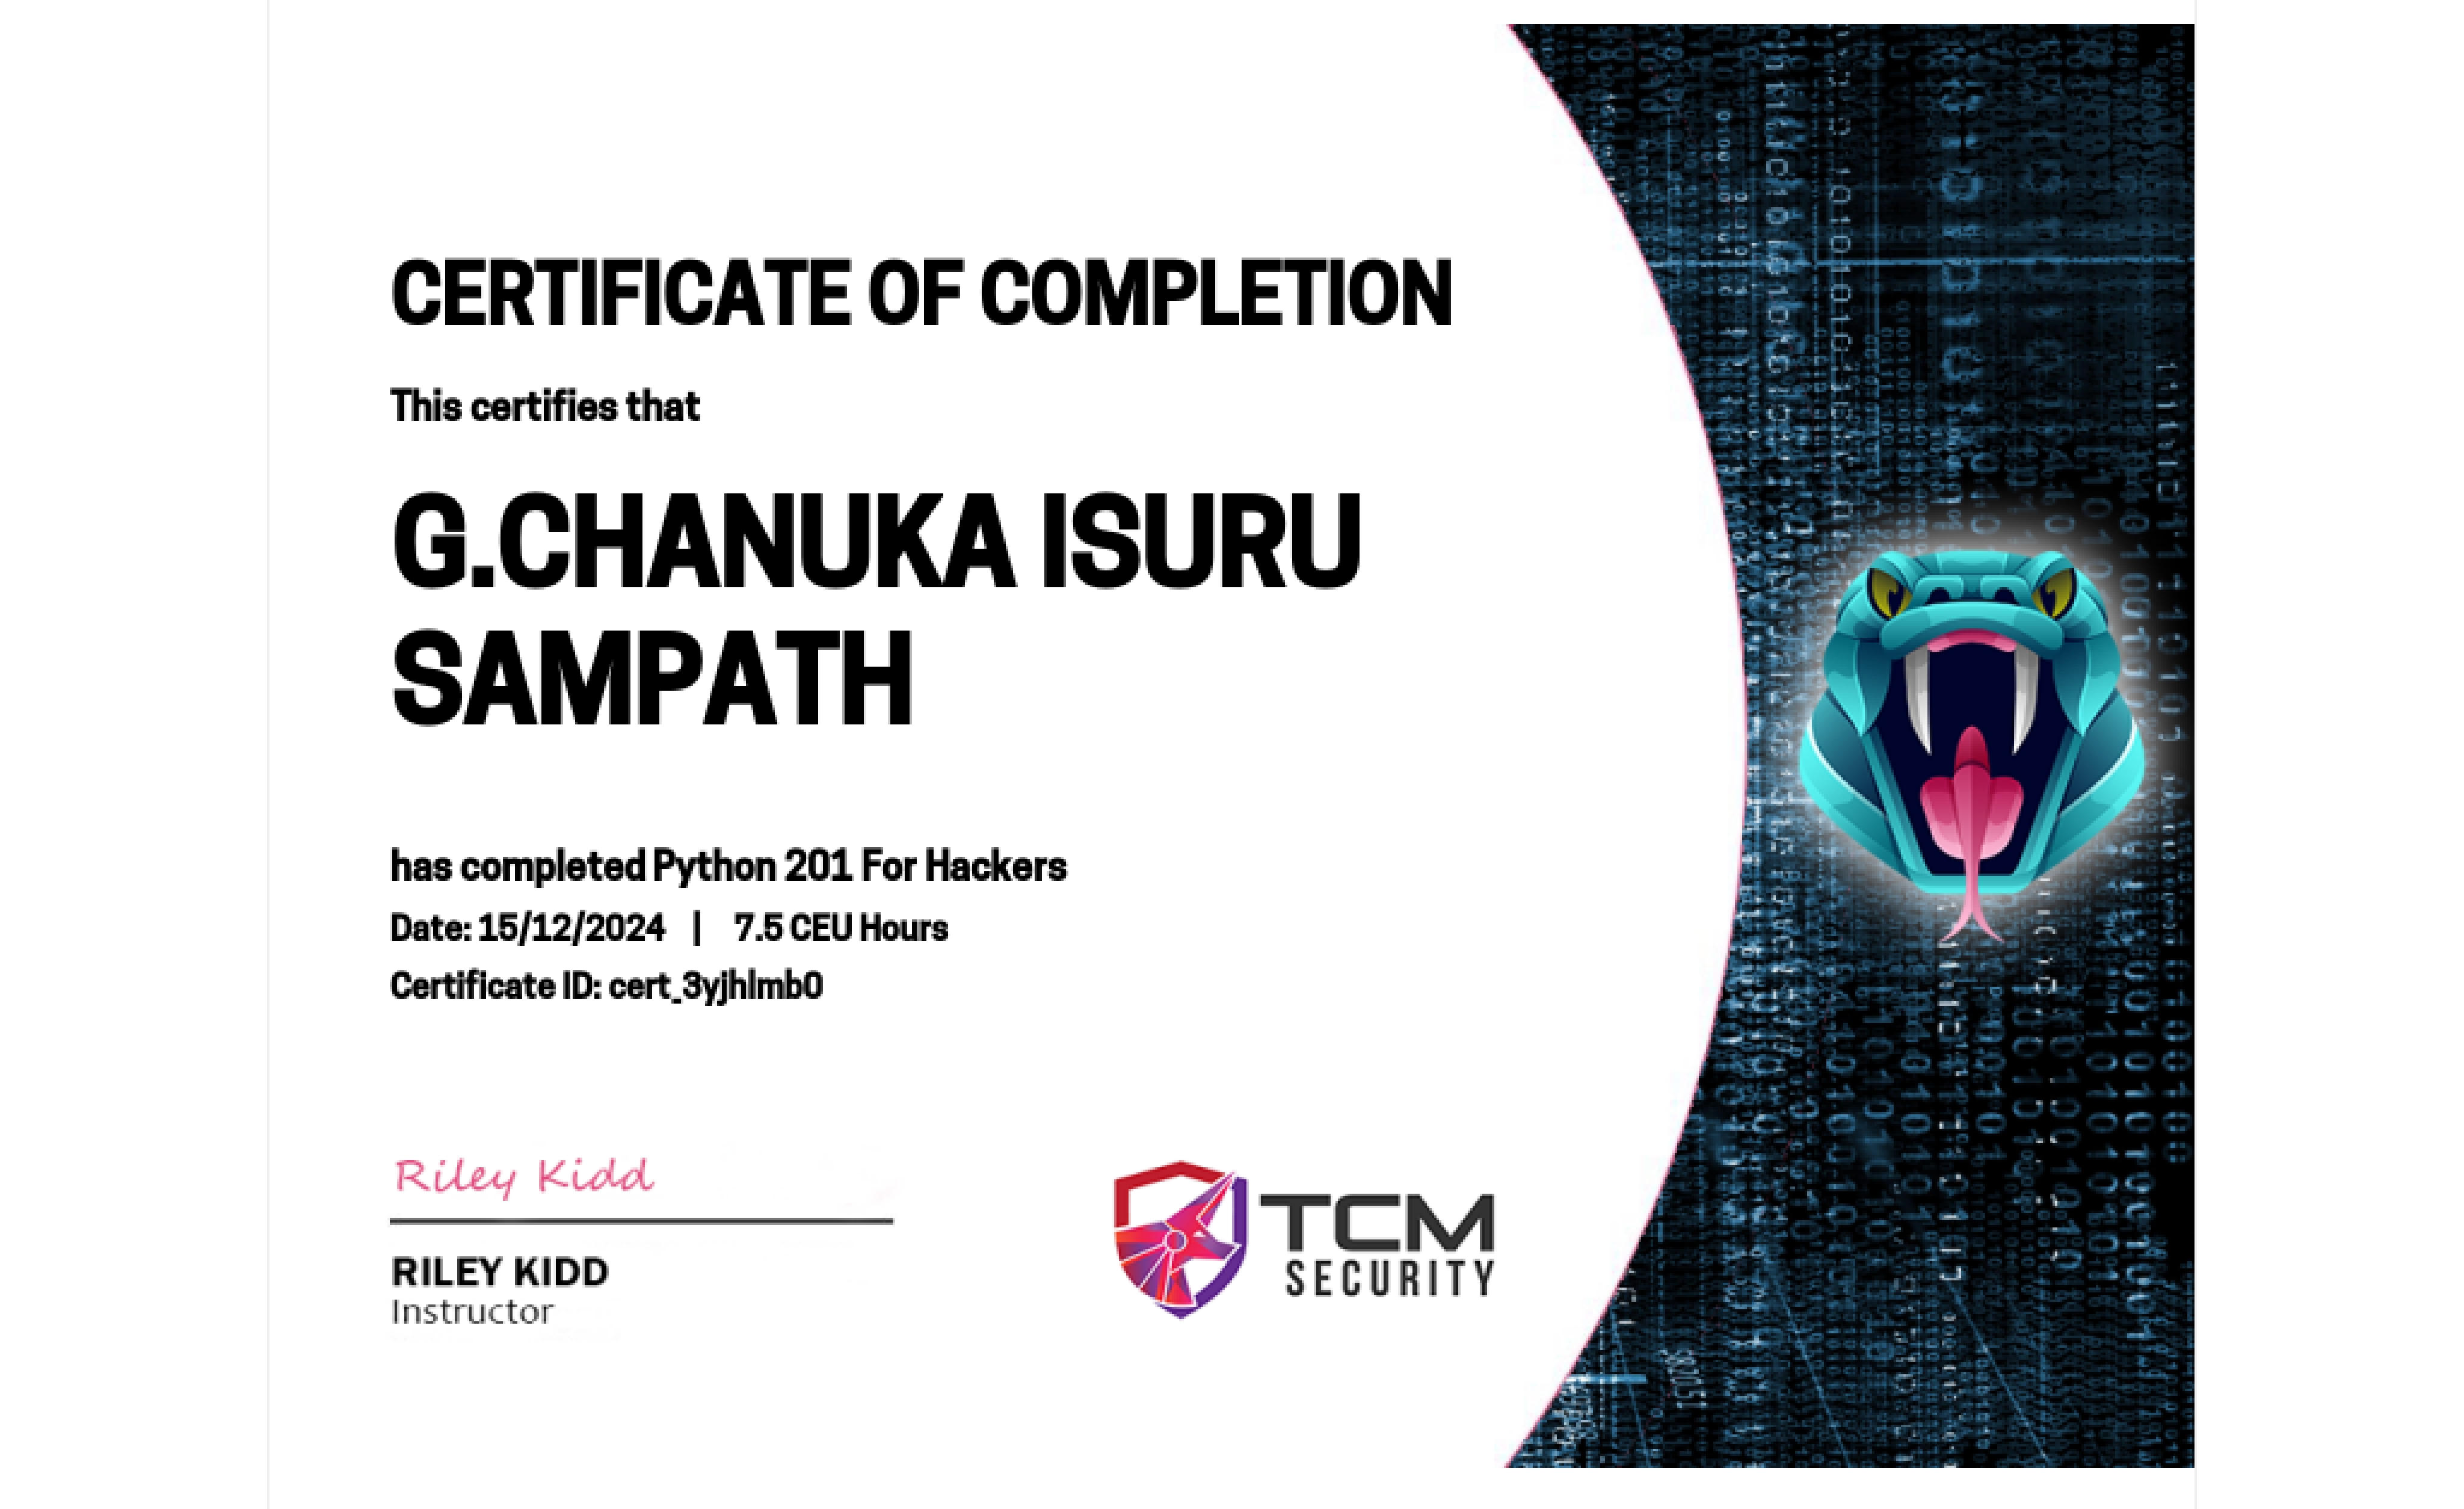 CERTIFICATE OF COMPLETION
This certifies that
G.CHANUKA ISURU
SAMPATH
has completed Python 201 For Hackers
Date: 15/12/2024 | 7.5 CEU Hours
Certificate ID: cert_3yjhlmb0
Riley Kidd
RILEY KIDD
Instructor
TCM
SECURITY